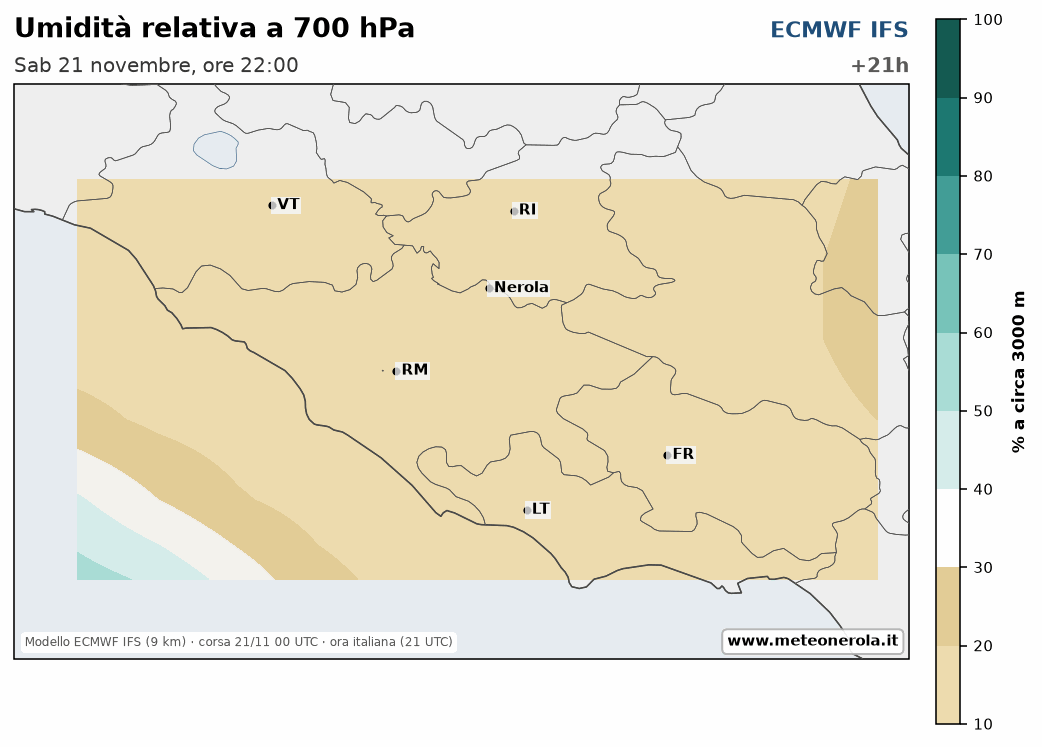 Umidità relativa a 700 hPa
ECMWF IFS
Sab 21 novembre, ore 22:00
+21h
VT
RI
Nerola
RM
FR
LT
100
90
80
70
60
50
40
30
20
10
% a circa 3000 m
Modello ECMWF IFS (9 km) · corsa 21/11 00 UTC · ora italiana (21 UTC)
www.meteonerola.it